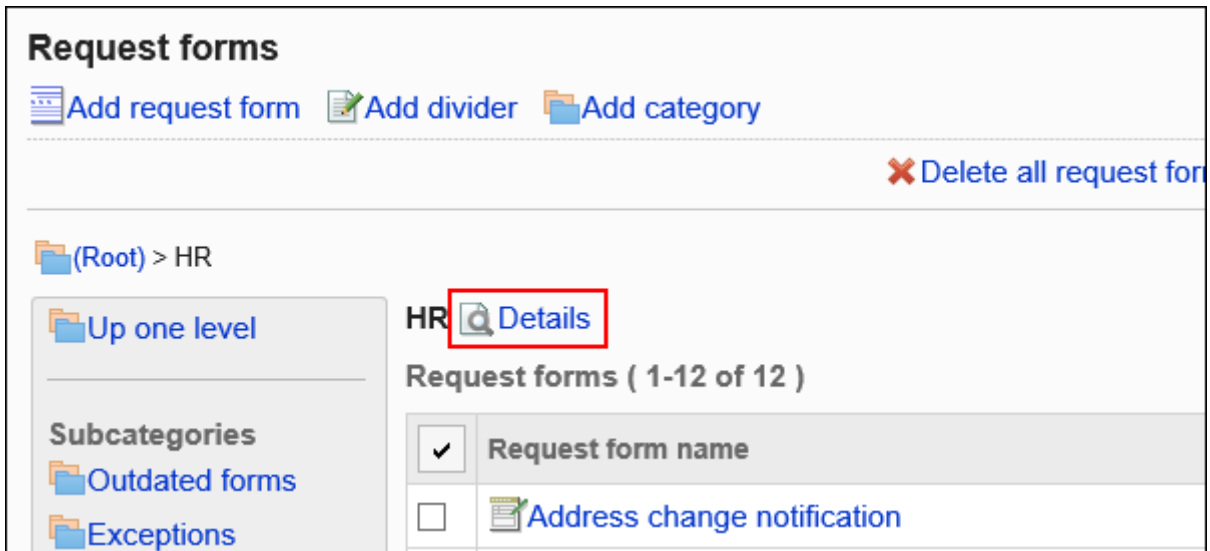 Request forms
Add request form Add divider Add category
Delete all request for
(Root) > HR
Up one level
HR Details
Request forms ( 1-12 of 12 )
Subcategories
Outdated forms
Exceptions
Request form name
Address change notification